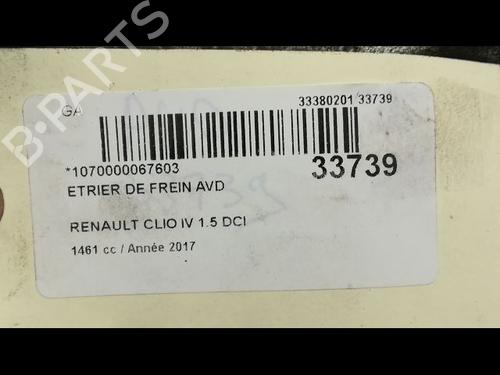 GA
33380201 33739
*1070000067603
33739
ETRIER DE FREIN AVD
RENAULT CLIO IV 1.5 DCI
1461 cc / Année 2017
B-PARTS